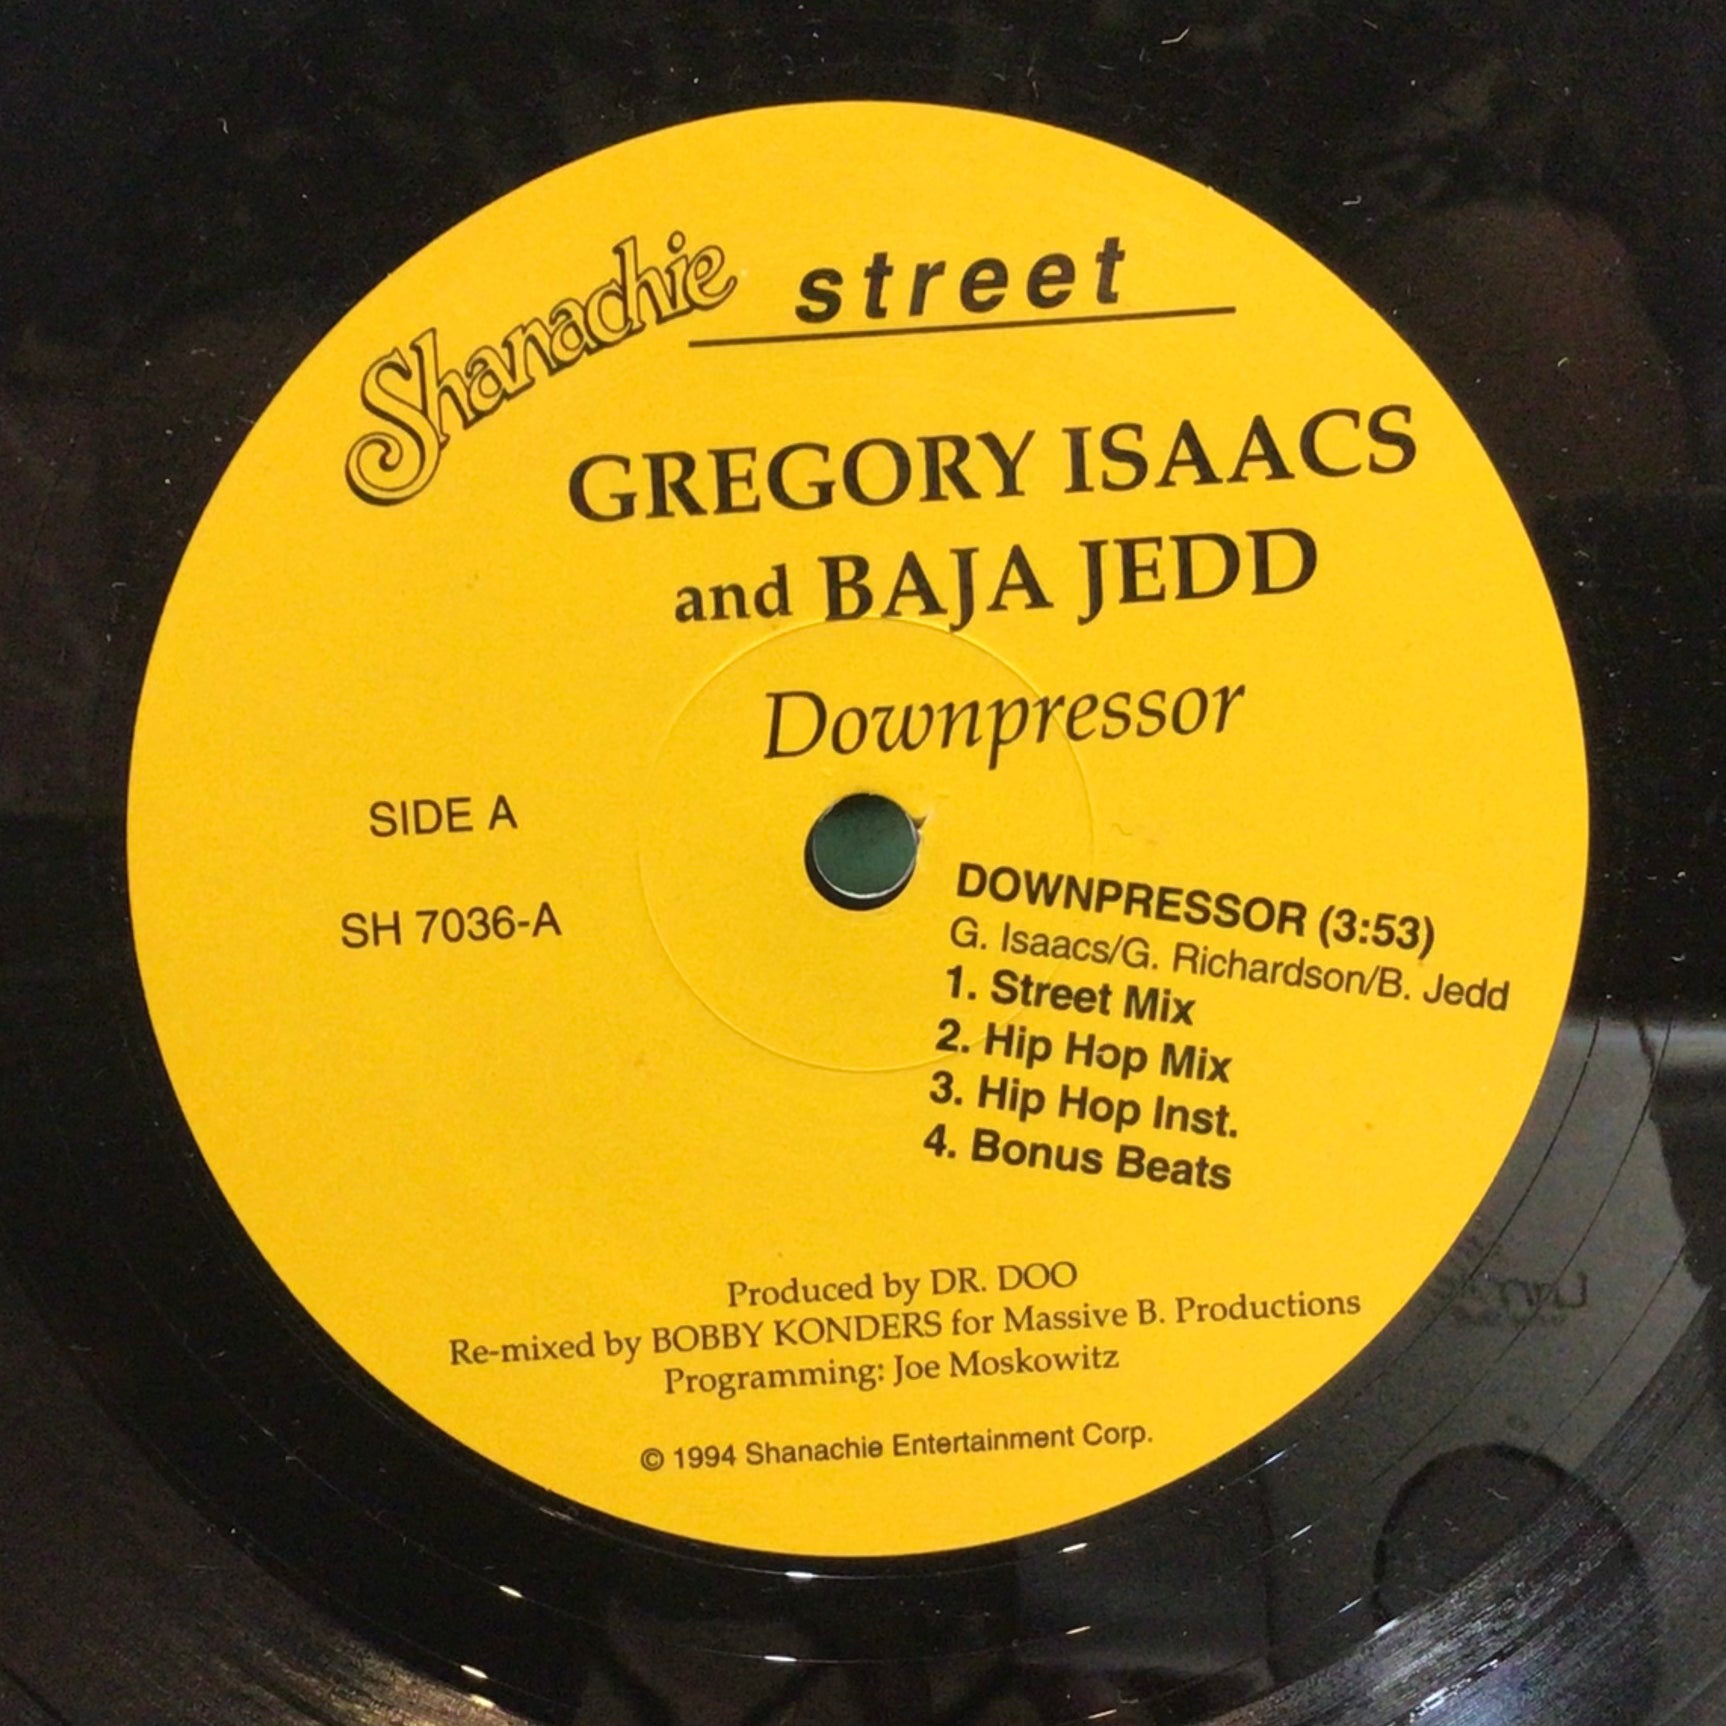 Shanachie street
GREGORY ISAACS
and BAJA JEDD
Downpressor
SIDE A
SH 7036-A
DOWNPRESSOR (3:53)
G. Isaacs/G. Richardson/B. Jedd
1. Street Mix
2. Hip Hop Mix
3. Hip Hop Inst.
4. Bonus Beats
Produced by DR. DOO
Re-mixed by BOBBY KONDERS for Massive B. Productions
Programming: Joe Moskowitz
© 1994 Shanachie Entertainment Corp.